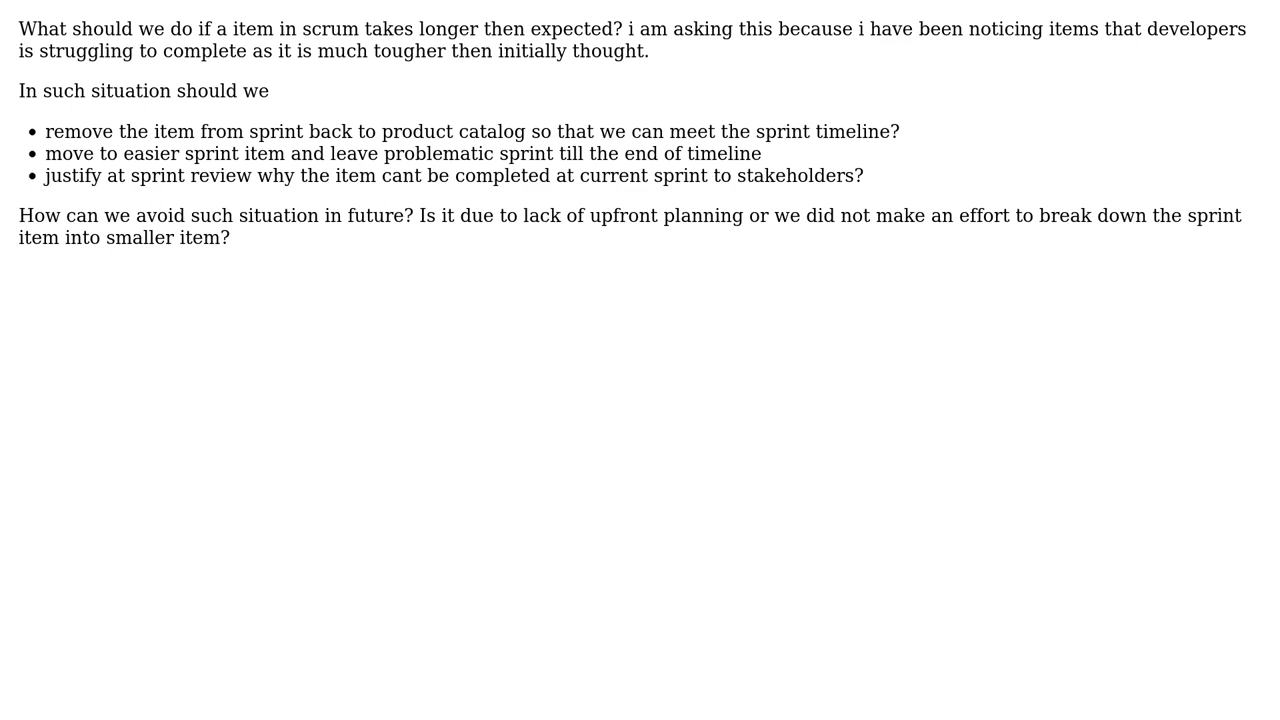 What should we do if a item in scrum takes longer then expected? i am asking this because i have been noticing items that developers
is struggling to complete as it is much tougher then initially thought.
In such situation should we
• remove the item from sprint back to product catalog so that we can meet the sprint timeline?
• move to easier sprint item and leave problematic sprint till the end of timeline
• justify at sprint review why the item cant be completed at current sprint to stakeholders?
How can we avoid such situation in future? Is it due to lack of upfront planning or we did not make an effort to break down the sprint
item into smaller item?